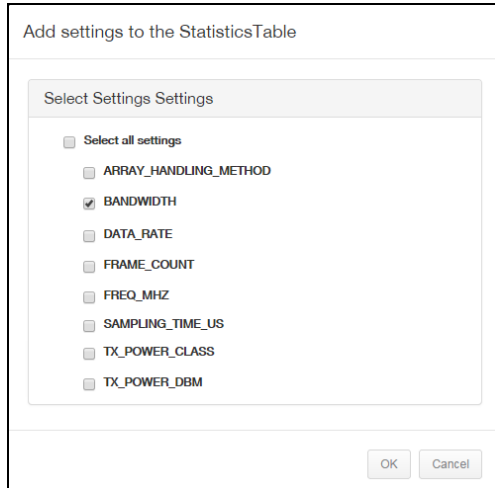 Add settings to the StatisticsTable
Select Settings Settings
Select all settings
ARRAY_HANDLING_METHOD
BANDWIDTH
DATA_RATE
FRAME_COUNT
FREQ_MHZ
SAMPLING_TIME_US
TX_POWER_CLASS
TX_POWER_DBM
OK Cancel